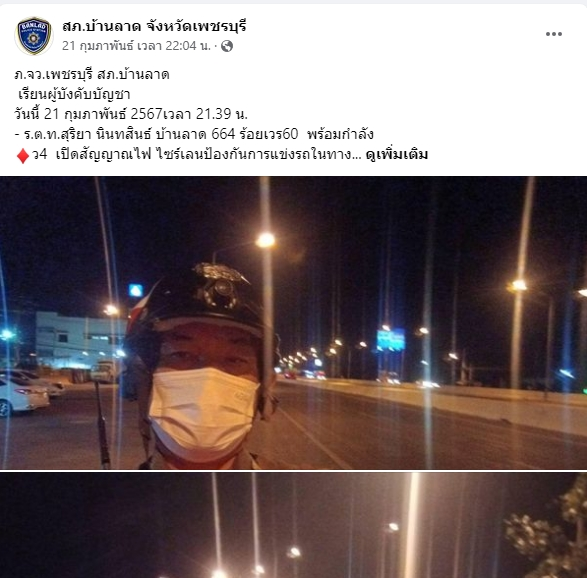 สภ.บ้านลาด จังหวัดเพชรบุรี
21 กุมภาพันธ์ เวลา 22:04 น. ·
ภ.จว.เพชรบุรี สภ.บ้านลาด
เรียนผู้บังคับบัญชา
วันนี้ 21 กุมภาพันธ์ 2567เวลา 21.39 น.
- ร.ต.ท.สุริยา นินทสินธ์ บ้านลาด 664 ร้อยเวร60 พร้อมกำลัง
♦️ว4 เปิดสัญญาณไฟ ไซร์เลนป้องกันการแข่งรถในทาง... ดูเพิ่มเติม